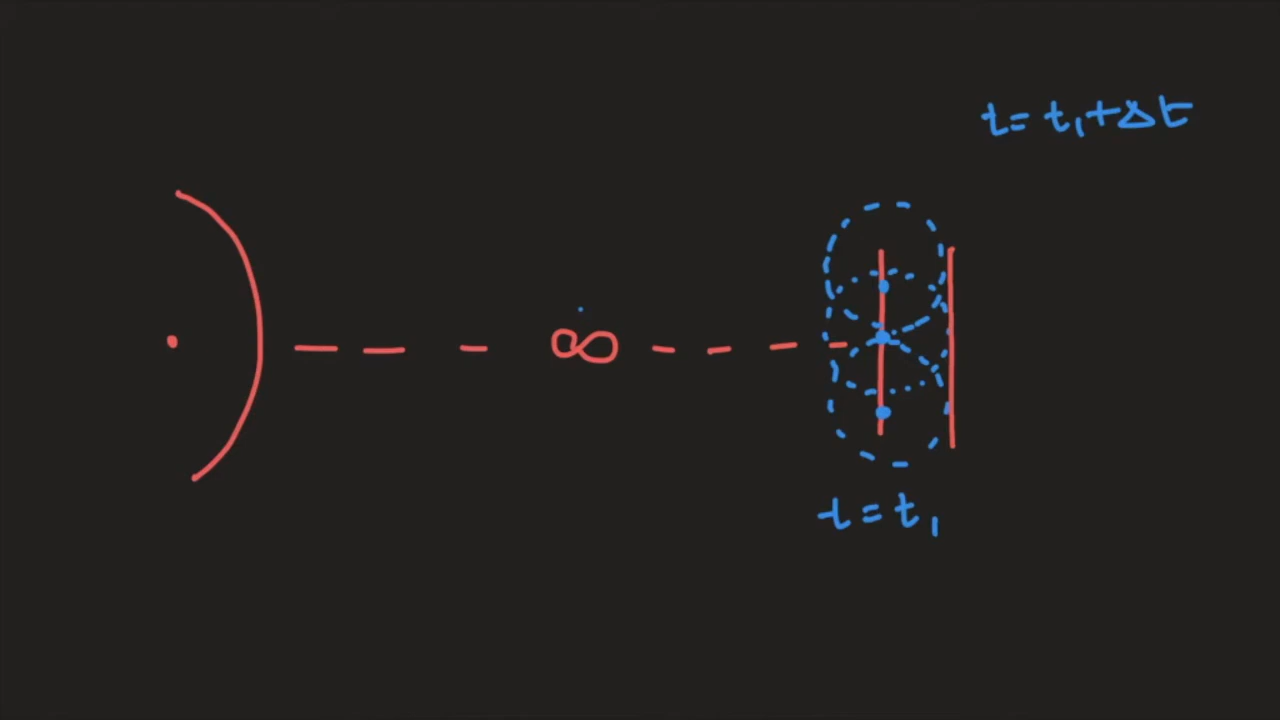 t = t₁ + Δt
∞
t = t₁